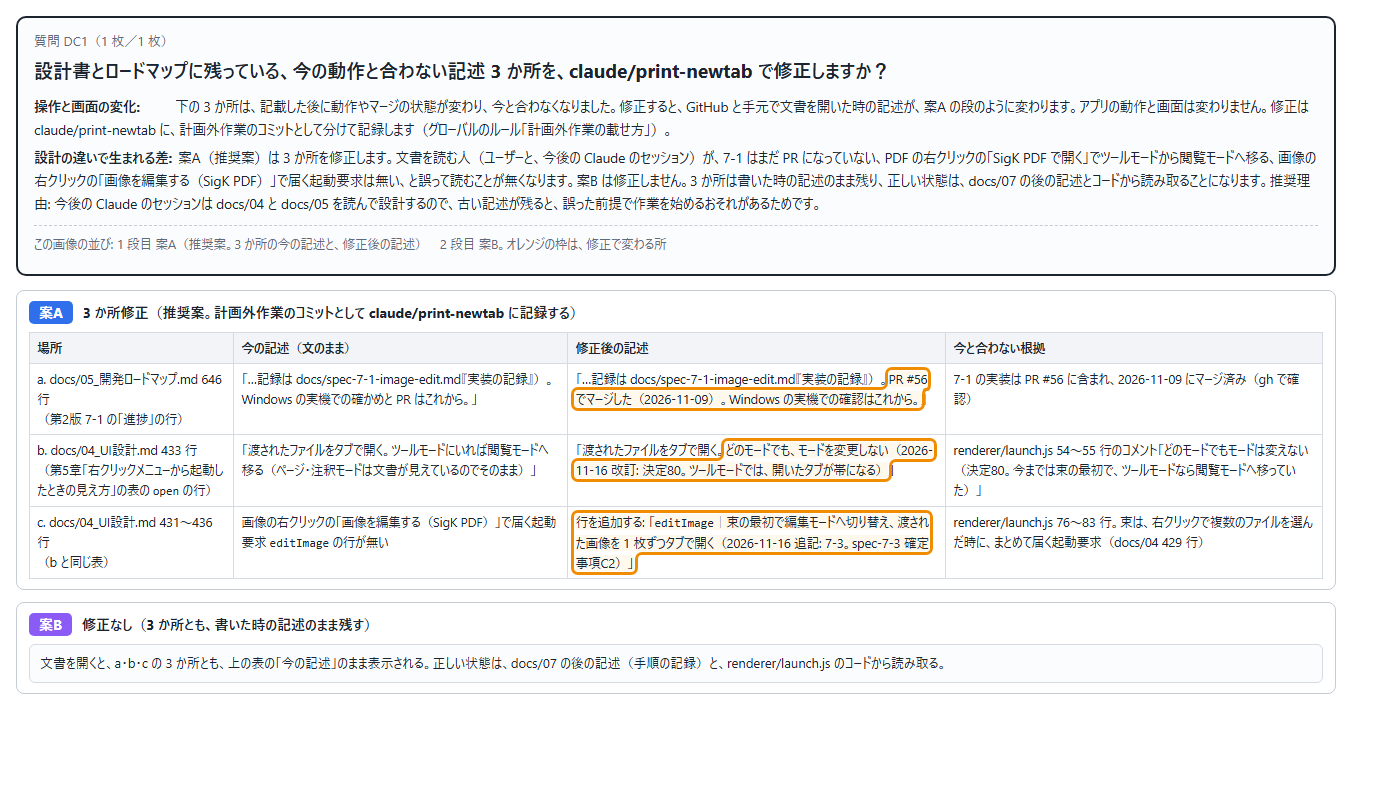 質問 DC1（1 枚／1 枚）
設計書とロードマップに残っている、今の動作と合わない記述 3 か所を、claude/print-newtab で修正しますか？
操作と画面の変化: 下の 3 か所は、記載した後に動作やマージの状態が変わり、今と合わなくなりました。修正すると、GitHub と手元で文書を開いた時の記述が、案A の段のように変わります。アプリの動作と画面は変わりません。修正は
claude/print-newtab に、計画外作業のコミットとして分けて記録します（グローバルのルール「計画外作業の載せ方」）。
設計の違いで生まれる差: 案A（推奨案）は 3 か所を修正します。文書を読む人（ユーザーと、今後の Claude のセッション）が、7-1 はまだ PR になっていない、PDF の右クリックの「SigK PDF で開く」でツールモードから閲覧モードへ移る、画像の
右クリックの「画像を編集する（SigK PDF）」で届く起動要求は無い、と誤って読むことが無くなります。案B は修正しません。3 か所は書いた時の記述のまま残り、正しい状態は、docs/07 の後の記述とコードから読み取ることになります。推奨理
由: 今後の Claude のセッションは docs/04 と docs/05 を読んで設計するので、古い記述が残ると、誤った前提で作業を始めるおそれがあるためです。
この画像の並び: 1 段目 案A（推奨案。3 か所の今の記述と、修正後の記述） 2 段目 案B。オレンジの枠は、修正で変わる所
案A 3 か所修正（推奨案。計画外作業のコミットとして claude/print-newtab に記録する）
場所 今の記述（文のまま） 修正後の記述 今と合わない根拠
a. docs/05_開発ロードマップ.md 646
行
（第2版 7-1 の「進捗」の行）
「…記録は docs/spec-7-1-image-edit.md『実装の記録』）。
Windows の実機での確かめと PR はこれから。」
「…記録は docs/spec-7-1-image-edit.md『実装の記録』）。PR #56
でマージした（2026-11-09）。Windows の実機での確認はこれから。」
7-1 の実装は PR #56 に含まれ、2026-11-09 にマージ済み（gh で確
認）
b. docs/04_UI設計.md 433 行
（第5章「右クリックメニューから起動し
たときの見え方」の表の open の行）
「渡されたファイルをタブで開く。ツールモードにいれば閲覧モードへ
移る（ページ・注釈モードは文書が見えているのでそのまま）」
「渡されたファイルをタブで開く。どのモードでも、モードを変更しない（2026-
11-16 改訂: 決定80。ツールモードでは、開いたタブが帯になる）」
renderer/launch.js 54～55 行のコメント「どのモードでもモードは変えない
（決定80。今までは束の最初で、ツールモードなら閲覧モードへ移ってい
た）」
c. docs/04_UI設計.md 431～436
行
（b と同じ表）
画像の右クリックの「画像を編集する（SigK PDF）」で届く起動
要求 editImage の行が無い
行を追加する: 「editImage｜束の最初で編集モードへ切り替え、渡され
た画像を 1 枚ずつタブで開く（2026-11-16 追記: 7-3。spec-7-3 確定
事項C2）」
renderer/launch.js 76～83 行。束は、右クリックで複数のファイルを選ん
だ時に、まとめて届く起動要求（docs/04 429 行）
案B 修正なし（3 か所とも、書いた時の記述のまま残す）
文書を開くと、a・b・c の 3 か所とも、上の表の「今の記述」のまま表示される。正しい状態は、docs/07 の後の記述（手順の記録）と、renderer/launch.js のコードから読み取る。